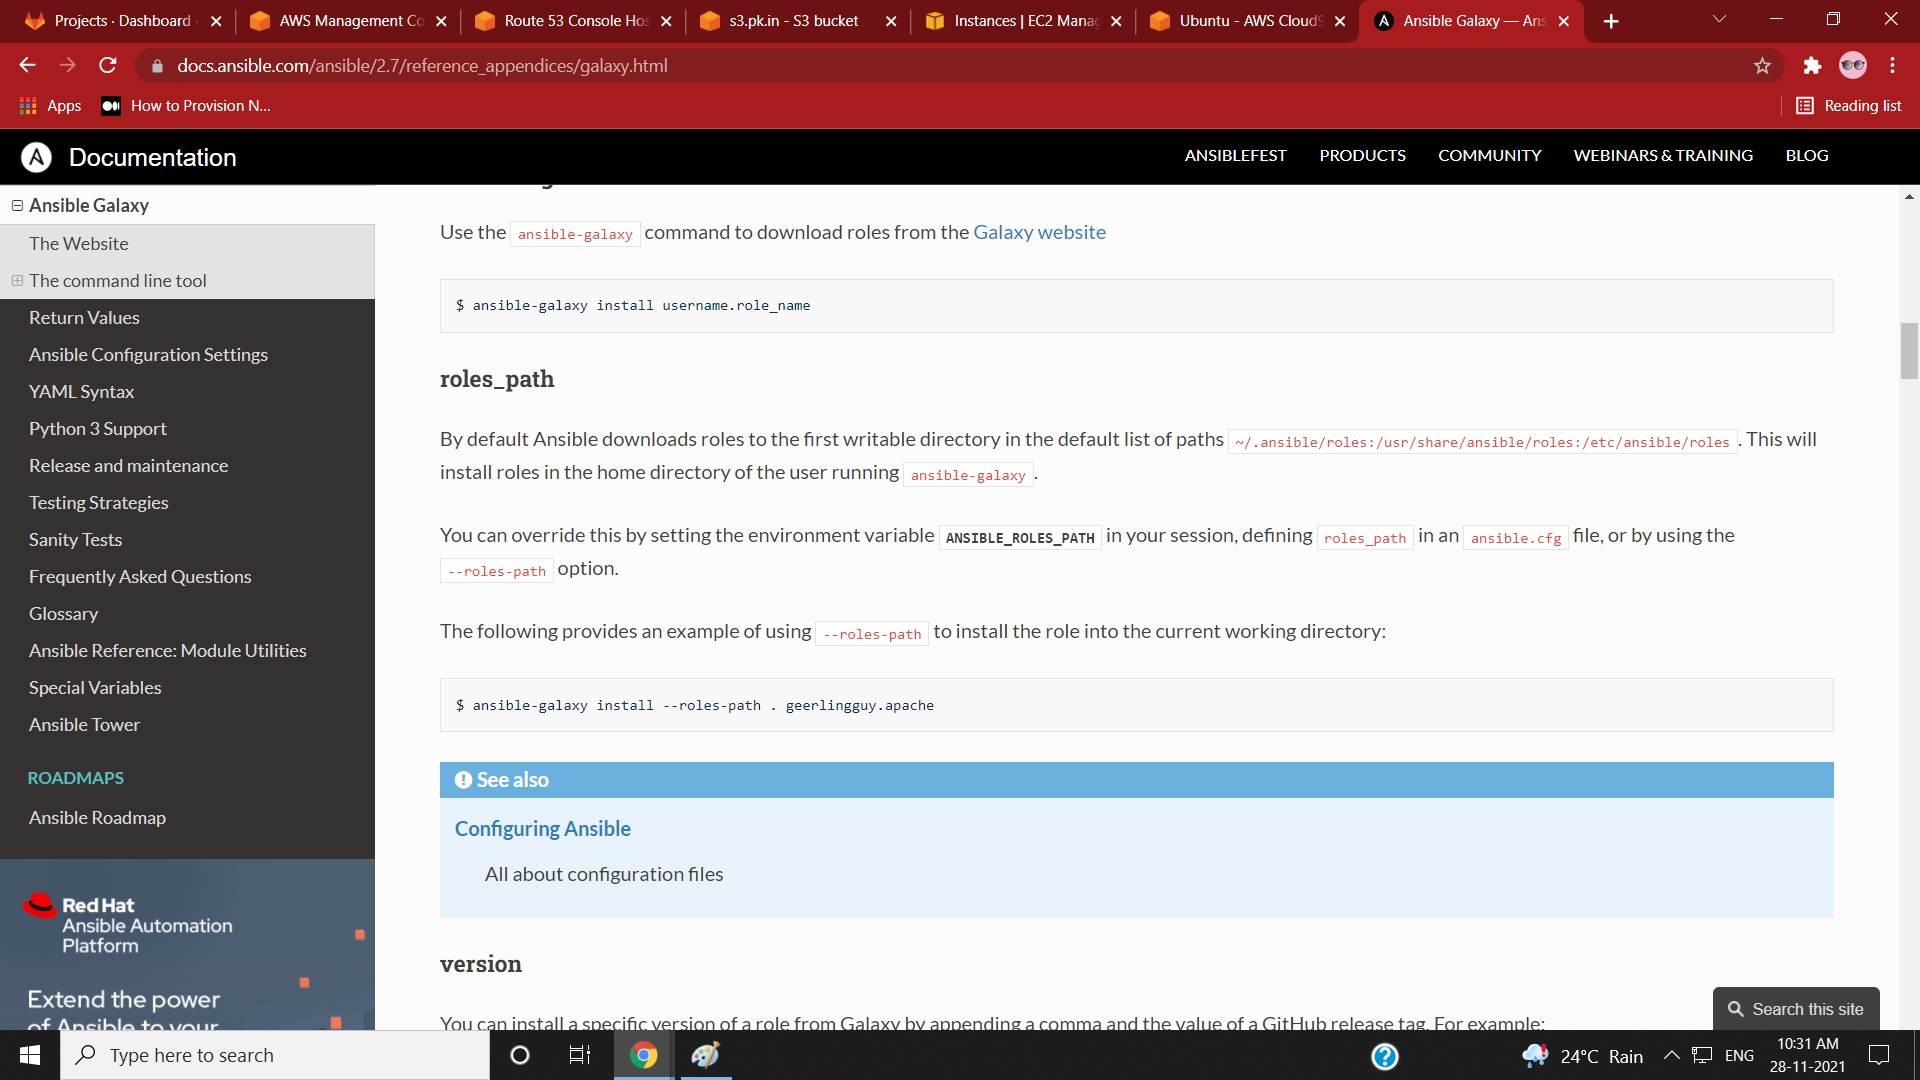 Projects · Dashboard
AWS Management Co
Route 53 Console Hos
s3.pk.in - S3 bucket
Instances | EC2 Manag
Ubuntu - AWS Cloud9
Ansible Galaxy — Ans
docs.ansible.com/ansible/2.7/reference_appendices/galaxy.html
Apps
How to Provision N...
Reading list
Documentation
ANSIBLEFEST
PRODUCTS
COMMUNITY
WEBINARS & TRAINING
BLOG
Ansible Galaxy
The Website
The command line tool
Return Values
Ansible Configuration Settings
YAML Syntax
Python 3 Support
Release and maintenance
Testing Strategies
Sanity Tests
Frequently Asked Questions
Glossary
Ansible Reference: Module Utilities
Special Variables
Ansible Tower
ROADMAPS
Ansible Roadmap
Red Hat
Ansible Automation
Platform
Extend the power
of Ansible to your
Use the ansible-galaxy command to download roles from the Galaxy website
$ ansible-galaxy install username.role_name
roles_path
By default Ansible downloads roles to the first writable directory in the default list of paths ~/.ansible/roles:/usr/share/ansible/roles:/etc/ansible/roles . This will
install roles in the home directory of the user running ansible-galaxy .
You can override this by setting the environment variable ANSIBLE_ROLES_PATH in your session, defining roles_path in an ansible.cfg file, or by using the
--roles-path option.
The following provides an example of using --roles-path to install the role into the current working directory:
$ ansible-galaxy install --roles-path . geerlingguy.apache
See also
Configuring Ansible
All about configuration files
version
You can install a specific version of a role from Galaxy by appending a comma and the value of a GitHub release tag. For example:
Search this site
Type here to search
24°C Rain
ENG
10:31 AM
28-11-2021